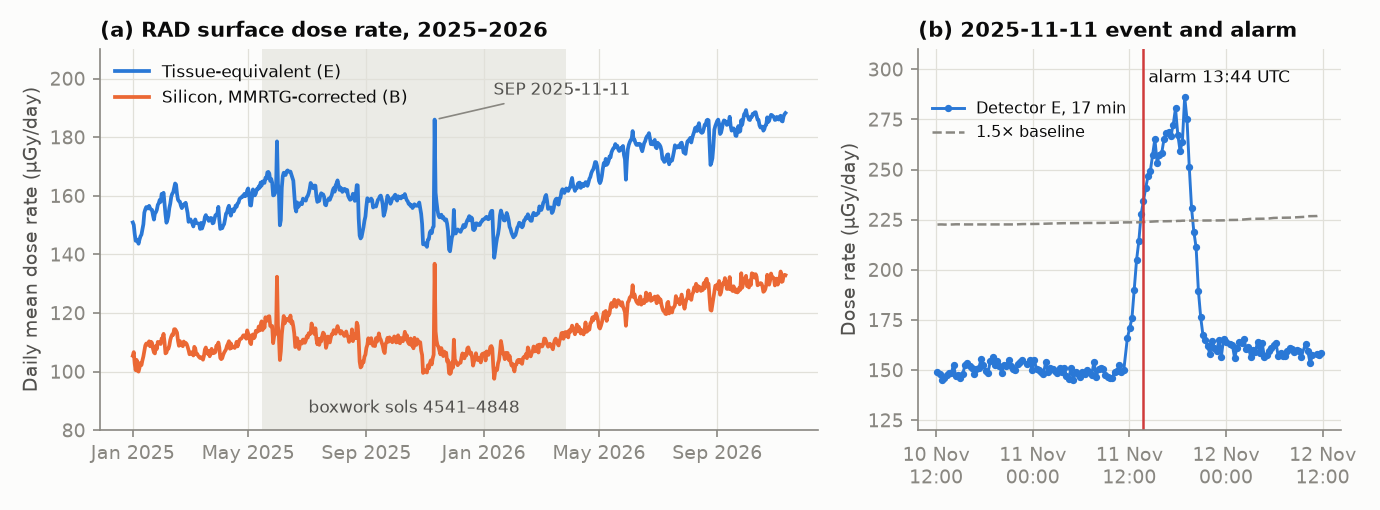 (a) RAD surface dose rate, 2025–2026
Tissue-equivalent (E)
Silicon, MMRTG-corrected (B)
SEP 2025-11-11
boxwork sols 4541–4848
Daily mean dose rate (µGy/day)
200
180
160
140
120
100
80
Jan 2025
May 2025
Sep 2025
Jan 2026
May 2026
Sep 2026
(b) 2025-11-11 event and alarm
alarm 13:44 UTC
Detector E, 17 min
1.5× baseline
Dose rate (µGy/day)
300
275
250
225
200
175
150
125
10 Nov
12:00
11 Nov
00:00
11 Nov
12:00
12 Nov
00:00
12 Nov
12:00